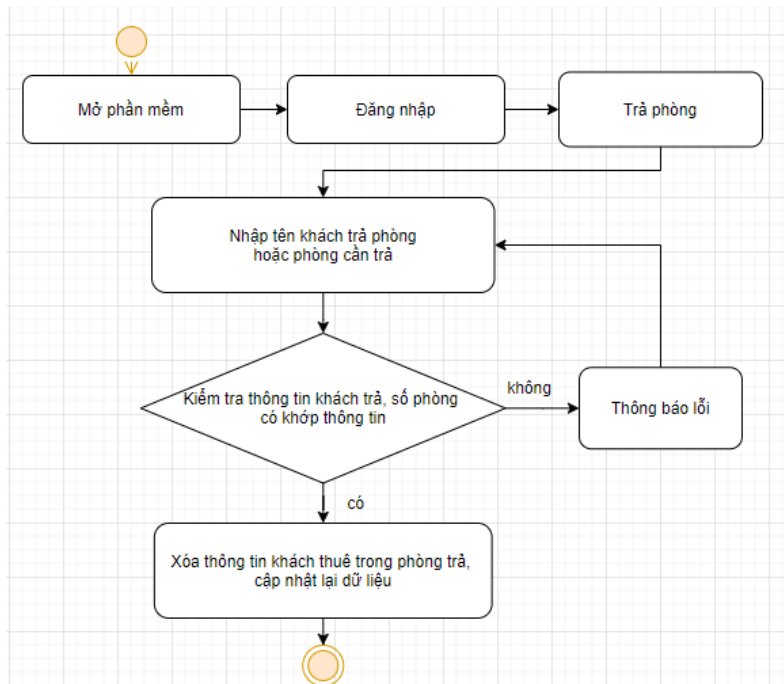 Mở phần mềm
Đăng nhập
Trả phòng
Nhập tên khách trả phòng
hoặc phòng cần trả
Kiểm tra thông tin khách trả, số phòng
có khớp thông tin
không
Thông báo lỗi
có
Xóa thông tin khách thuê trong phòng trả,
cập nhật lại dữ liệu